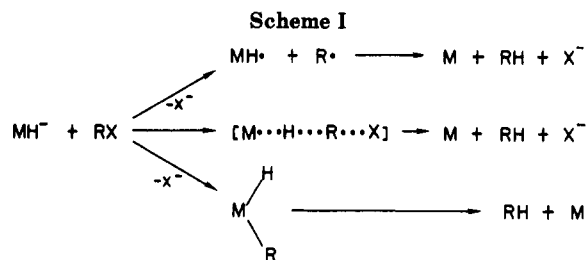 Scheme I
MH• + R• → M + RH + X⁻
-X⁻
MH⁻ + RX [M•••H•••R•••X] → M + RH + X⁻
-X⁻
H
M → RH + M
R